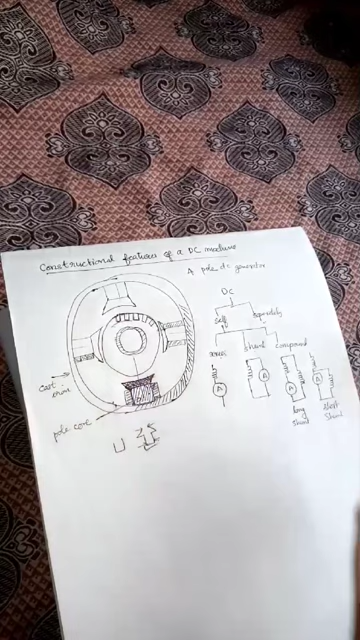 Constructional features of a DC machine
4 pole dc generator
DC
Self
Separately
series
shunt
compound
A
A
A
A
long
shunt
short
shunt
Cast
pole core